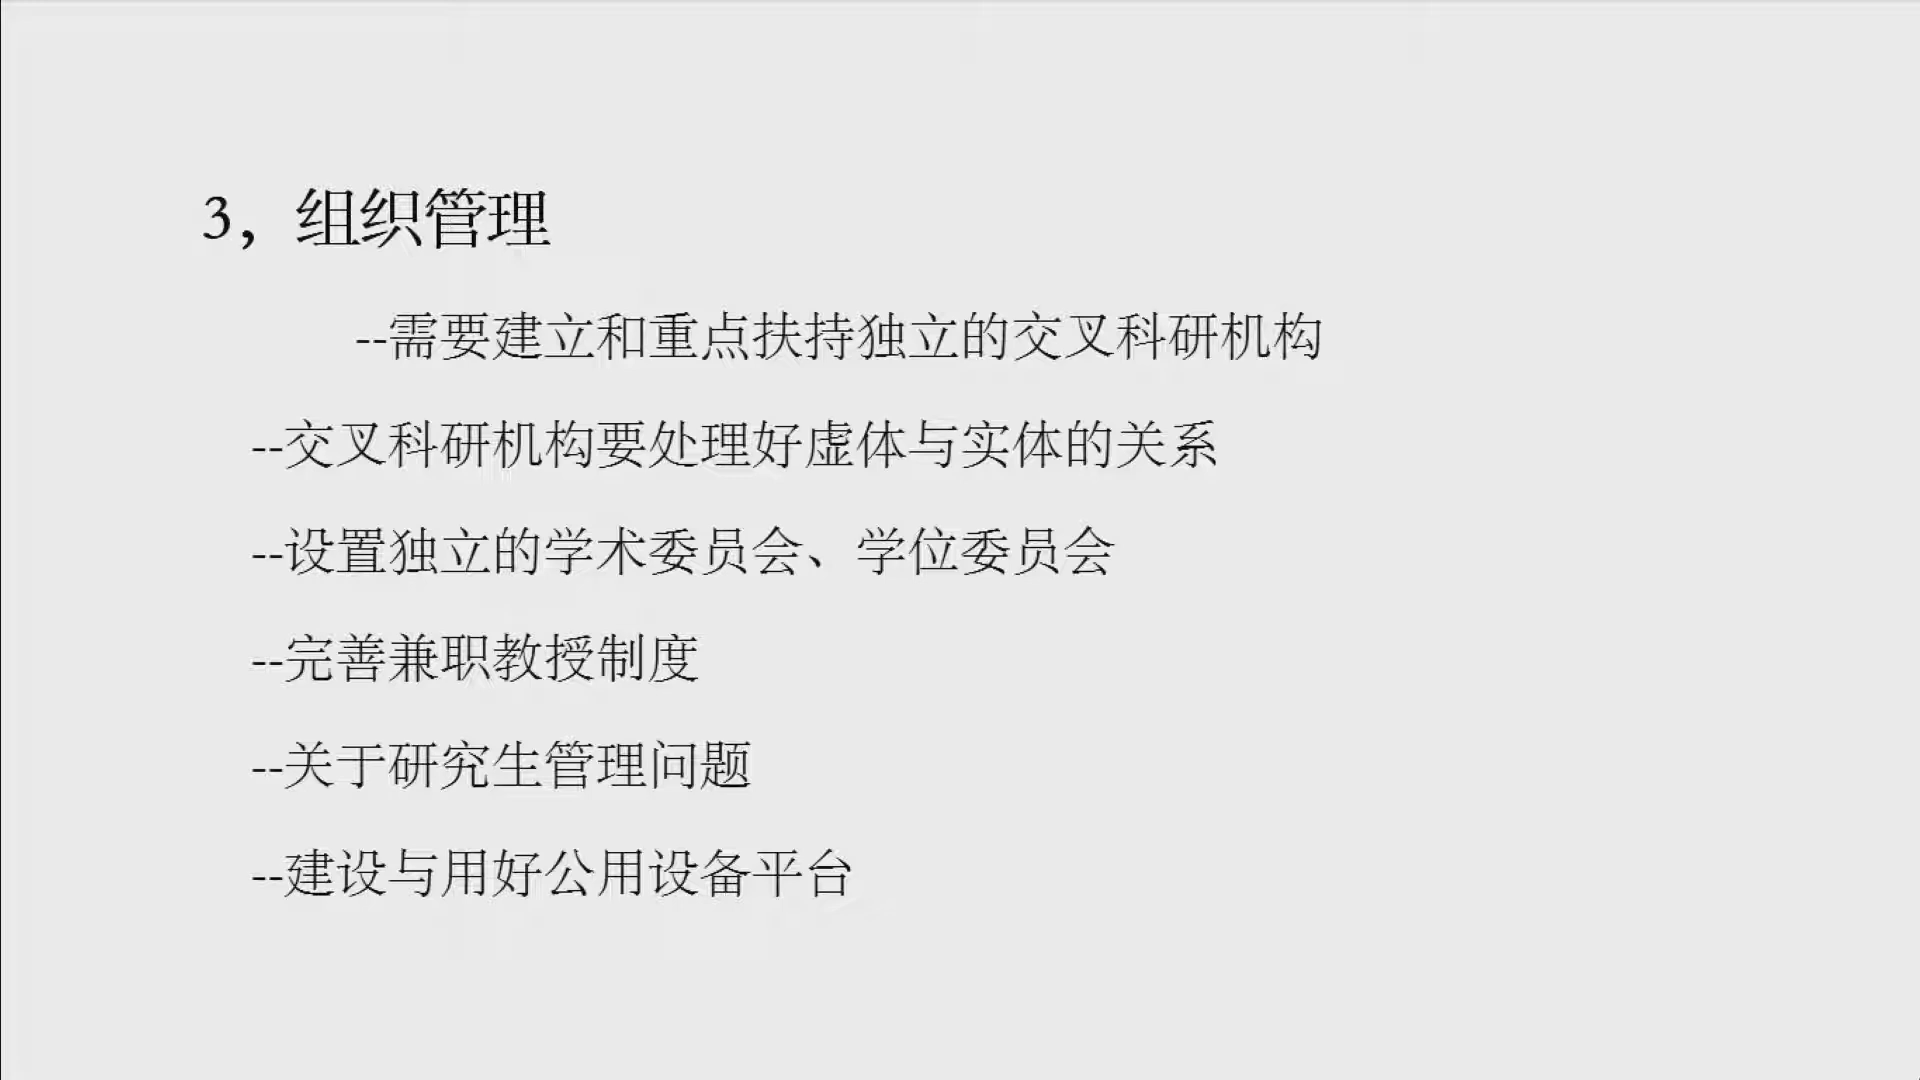 3，组织管理
--需要建立和重点扶持独立的交叉科研机构
--交叉科研机构要处理好虚体与实体的关系
--设置独立的学术委员会、学位委员会
--完善兼职教授制度
--关于研究生管理问题
--建设与用好公用设备平台